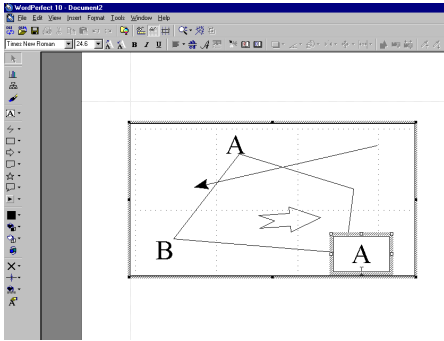 WordPerfect 10 - Document2
File Edit View Insert Format Tools Window Help
Times New Roman 24.6 B I U
A
B
A